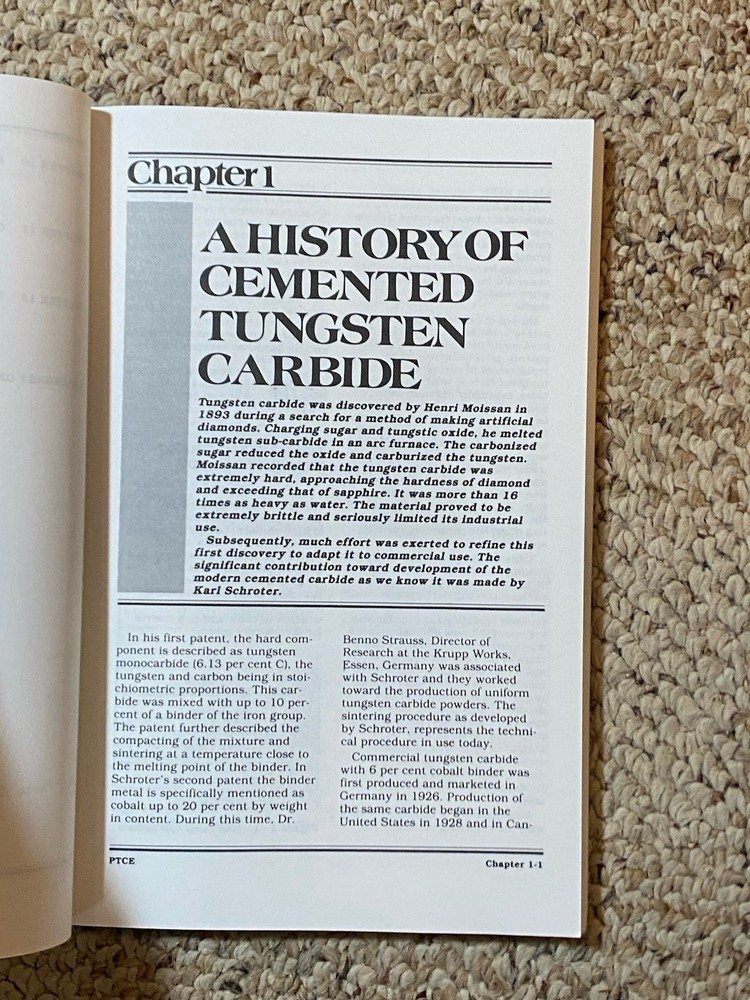 Chapter 1
A HISTORY OF
CEMENTED
TUNGSTEN
CARBIDE
Tungsten carbide was discovered by Henri Moissan in
1893 during a search for a method of making artificial
diamonds. Charging sugar and tungstic oxide, he melted
tungsten sub-carbide in an arc furnace. The carbonized
sugar reduced the oxide and carburized the tungsten.
Moissan recorded that the tungsten carbide was
extremely hard, approaching the hardness of diamond
and exceeding that of sapphire. It was more than 16
times as heavy as water. The material proved to be
extremely brittle and seriously limited its industrial
use.
Subsequently, much effort was exerted to refine this
first discovery to adapt it to commercial use. The
significant contribution toward development of the
modern cemented carbide as we know it was made by
Karl Schroter.
In his first patent, the hard com-
ponent is described as tungsten
monocarbide (6.13 per cent C), the
tungsten and carbon being in stoi-
chiometric proportions. This car-
bide was mixed with up to 10 per-
cent of a binder of the iron group.
The patent further described the
compacting of the mixture and
sintering at a temperature close to
the melting point of the binder. In
Schroter's second patent the binder
metal is specifically mentioned as
cobalt up to 20 per cent by weight
in content. During this time, Dr.
Benno Strauss, Director of
Research at the Krupp Works,
Essen, Germany was associated
with Schroter and they worked
toward the production of uniform
tungsten carbide powders. The
sintering procedure as developed
by Schroter, represents the techni-
cal procedure in use today.
Commercial tungsten carbide
with 6 per cent cobalt binder was
first produced and marketed in
Germany in 1926. Production of
the same carbide began in the
United States in 1928 and in Can-
PTCE
Chapter 1-1